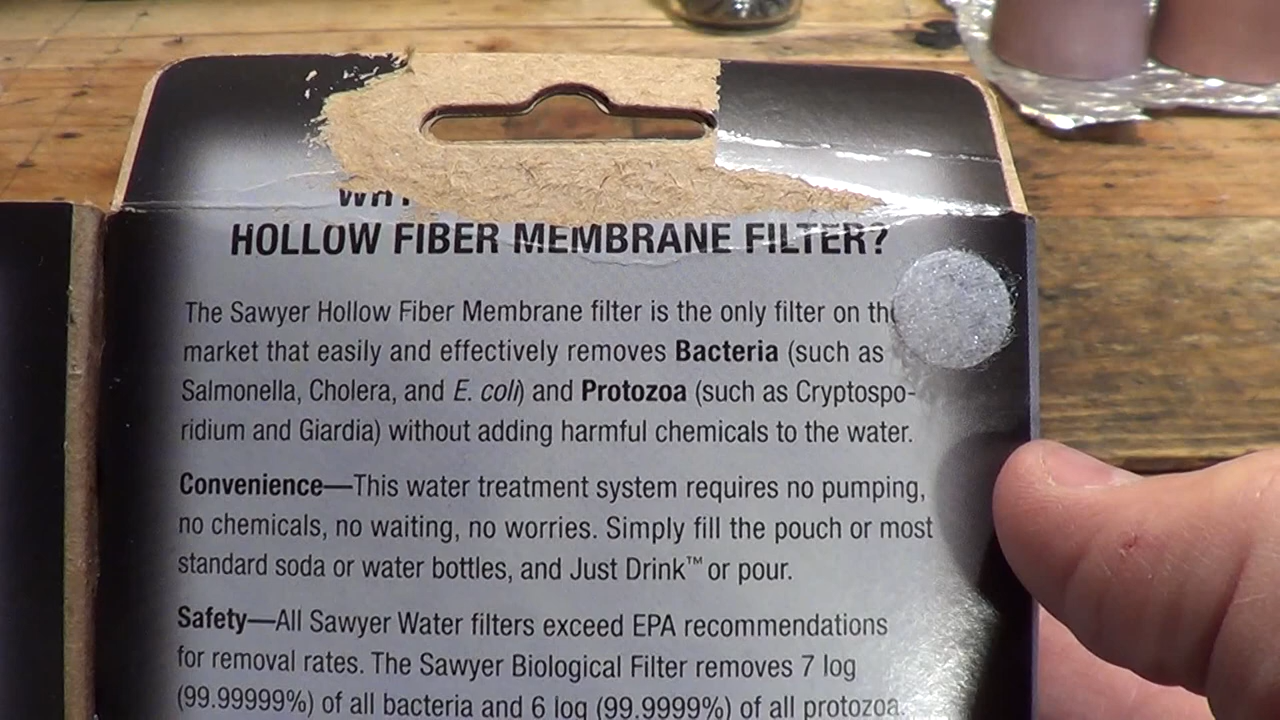 HOLLOW FIBER MEMBRANE FILTER?
The Sawyer Hollow Fiber Membrane filter is the only filter on
market that easily and effectively removes Bacteria (such as
Salmonella, Cholera, and E. coli) and Protozoa (such as Cryptospo-
ridium and Giardia) without adding harmful chemicals to the water.
Convenience—This water treatment system requires no pumping,
no chemicals, no waiting, no worries. Simply fill the pouch or most
standard soda or water bottles, and Just Drink™ or pour.
Safety—All Sawyer Water filters exceed EPA recommendations
for removal rates. The Sawyer Biological Filter removes 7 log
(99.99999%) of all bacteria and 6 log (99.9999%) of all protozoa.